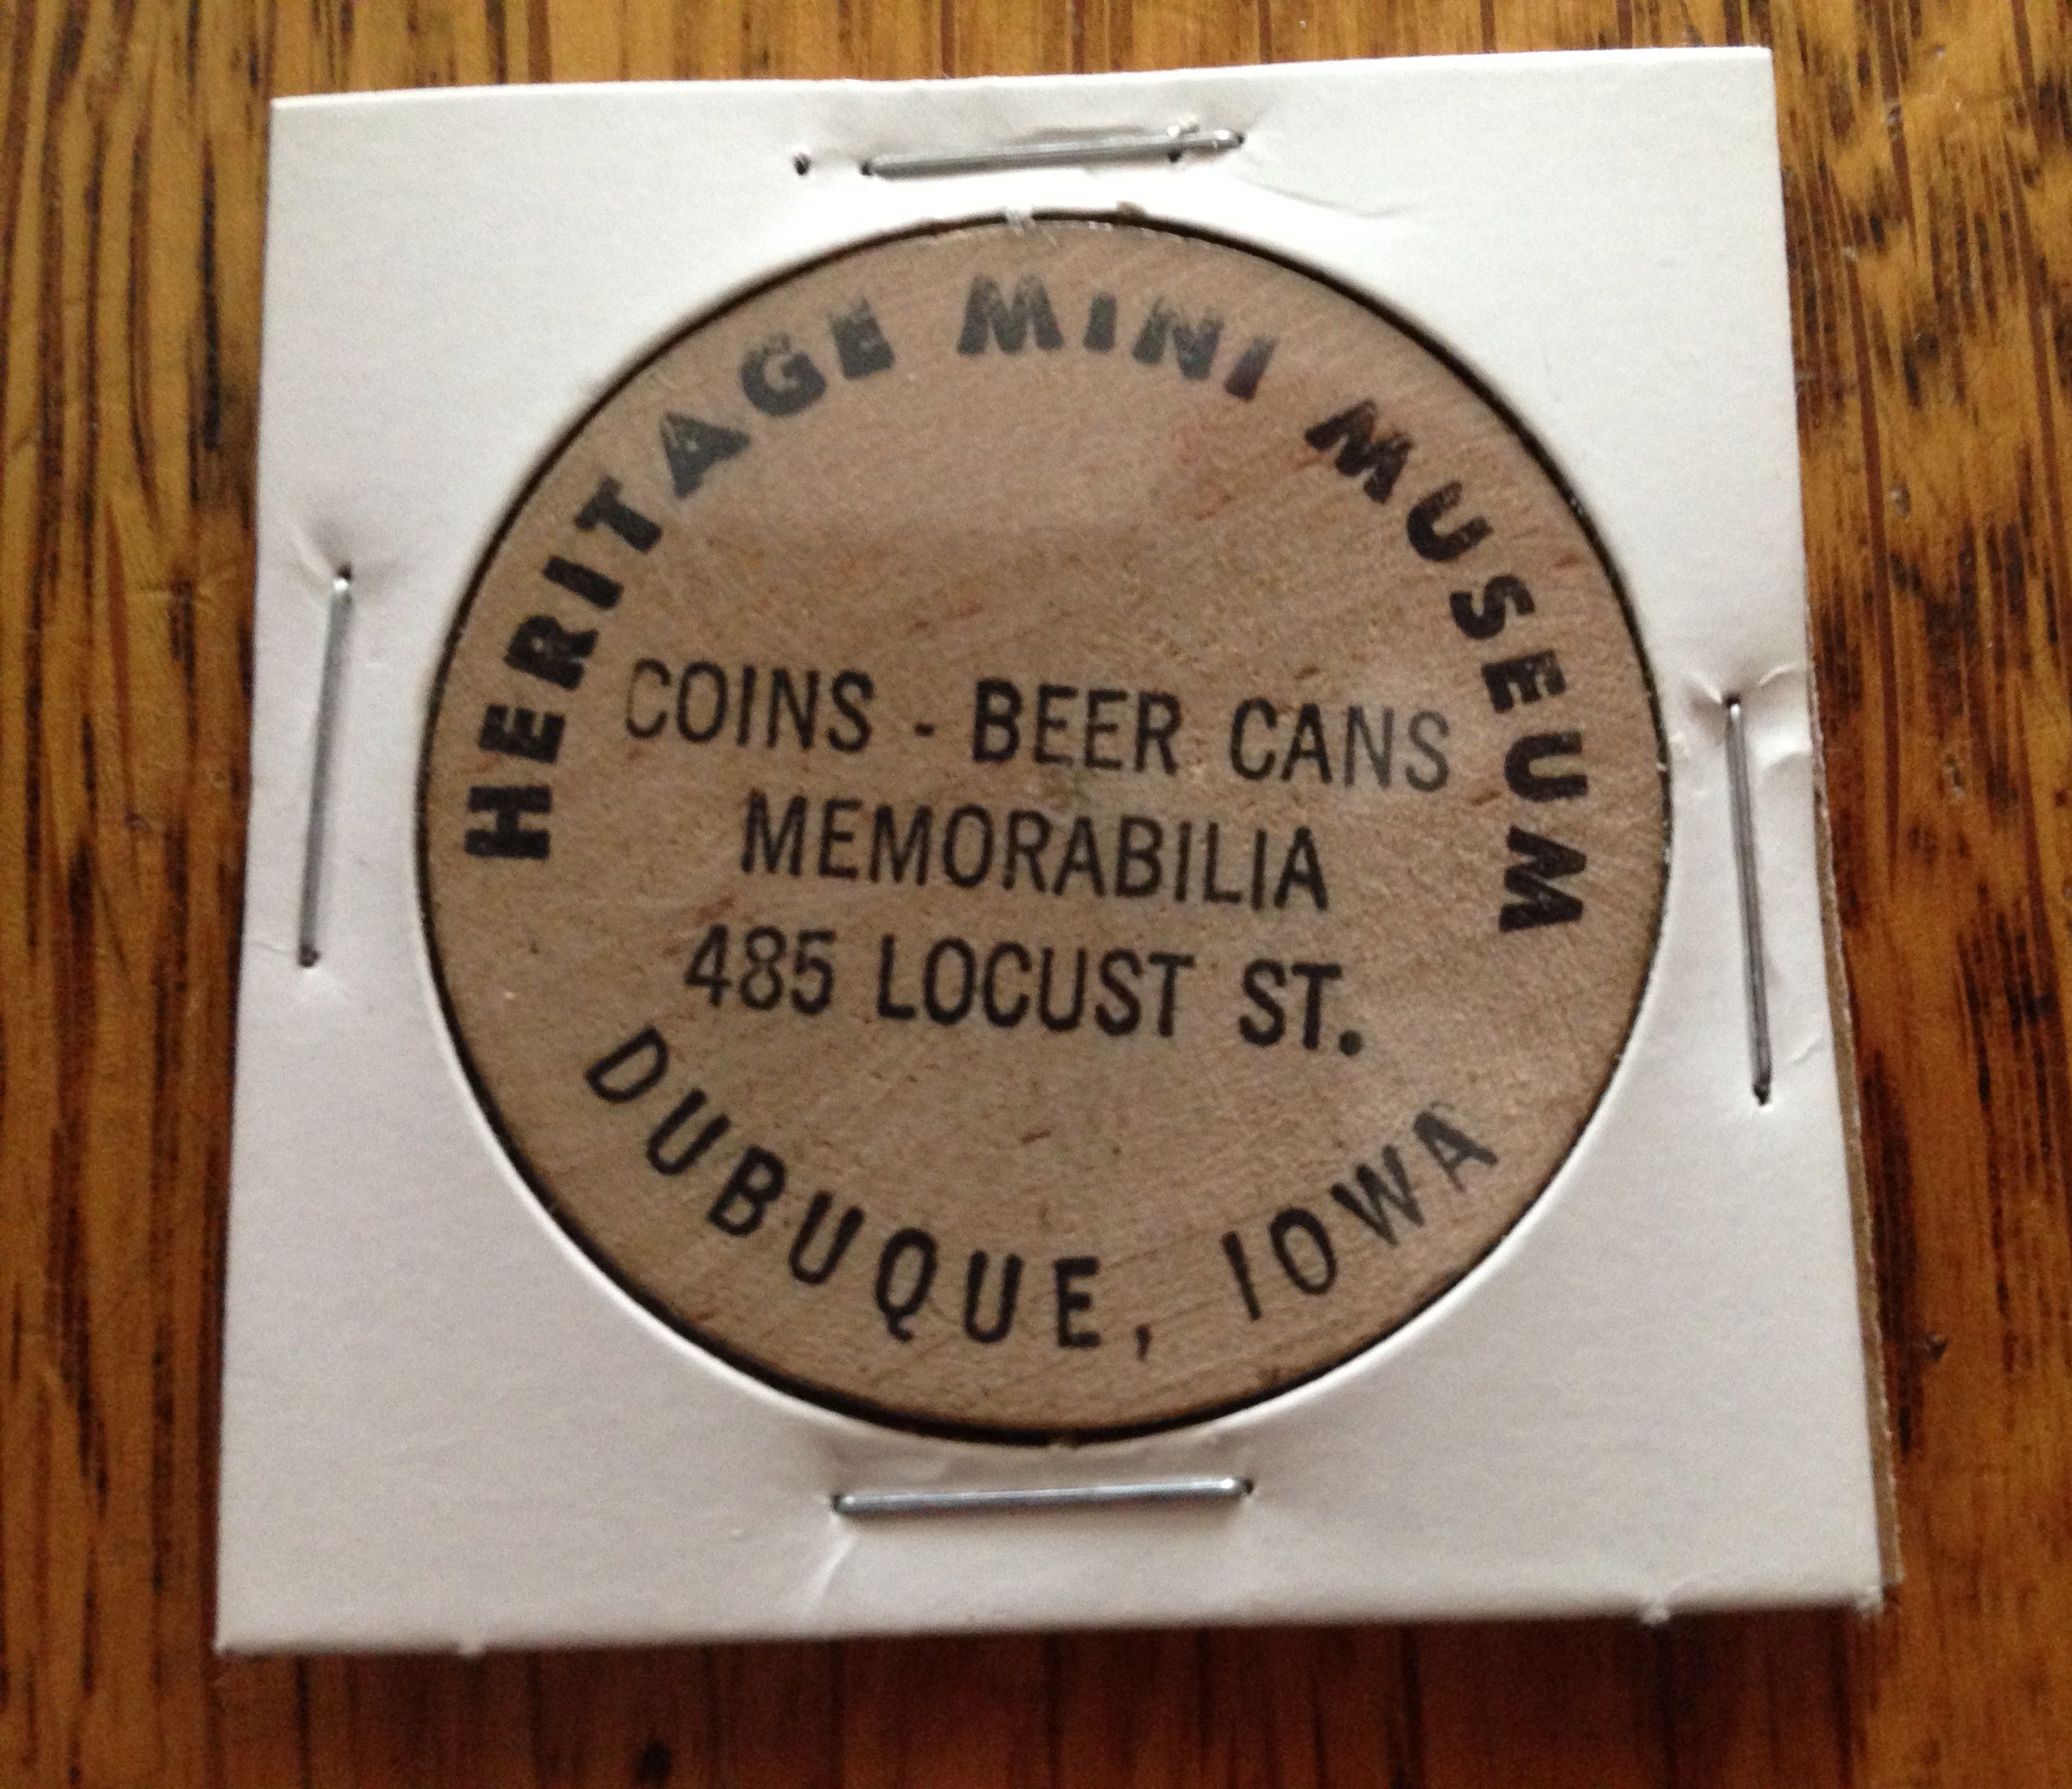 HERITAGE MINI MUSEUM
COINS - BEER CANS
MEMORABILIA
485 LOCUST ST.
DUBUQUE, IOWA